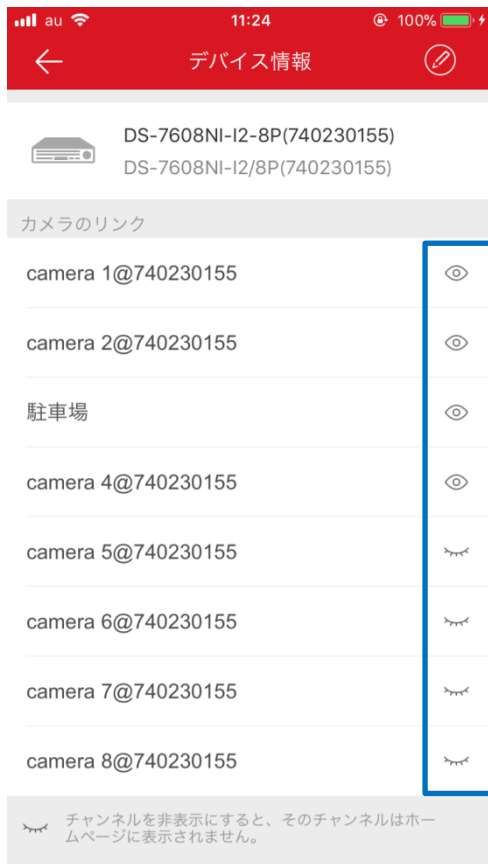 au 11:24 100%
デバイス情報
DS-7608NI-I2-8P(740230155)
DS-7608NI-I2/8P(740230155)
カメラのリンク
camera 1@740230155
camera 2@740230155
駐車場
camera 4@740230155
camera 5@740230155
camera 6@740230155
camera 7@740230155
camera 8@740230155
チャンネルを非表示にすると、そのチャンネルはホー
ムページに表示されません。